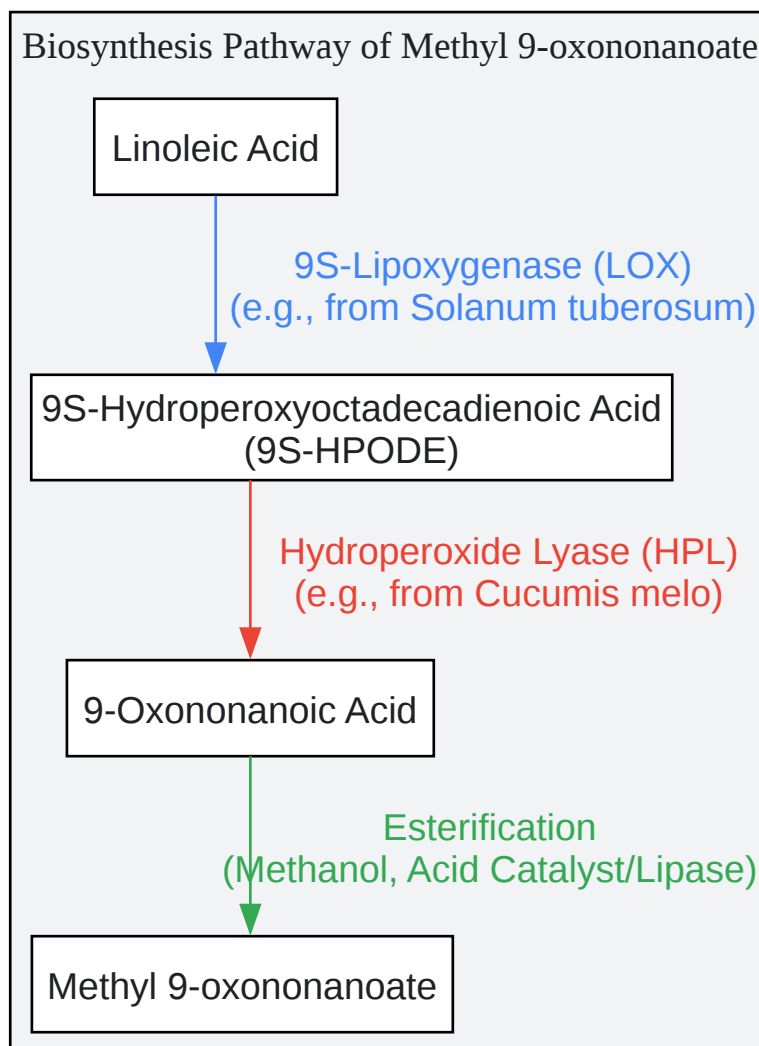 Biosynthesis Pathway of Methyl 9-oxononanoate
Linoleic Acid
9S-Lipoxygenase (LOX)
(e.g., from Solanum tuberosum)
9S-Hydroperoxyoctadecadienoic Acid
(9S-HPODE)
Hydroperoxide Lyase (HPL)
(e.g., from Cucumis melo)
9-Oxononanoic Acid
Esterification
(Methanol, Acid Catalyst/Lipase)
Methyl 9-oxononanoate